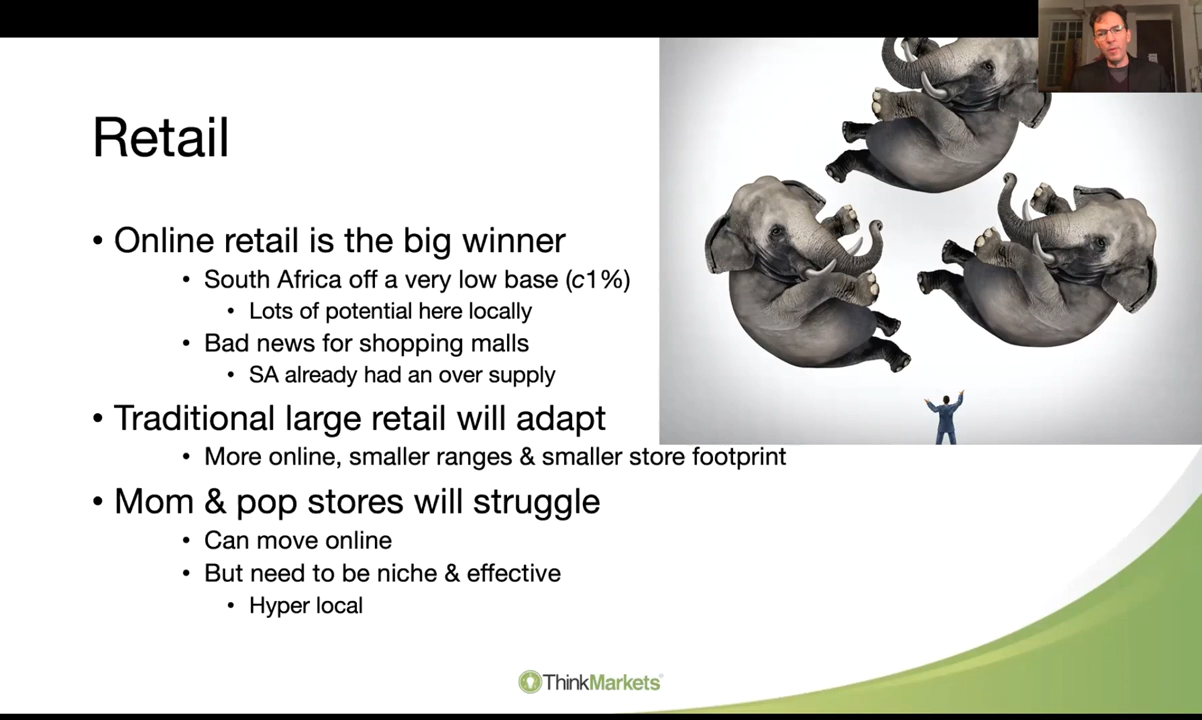 Retail
• Online retail is the big winner
• South Africa off a very low base (c1%)
• Lots of potential here locally
• Bad news for shopping malls
• SA already had an over supply
• Traditional large retail will adapt
• More online, smaller ranges & smaller store footprint
• Mom & pop stores will struggle
• Can move online
• But need to be niche & effective
• Hyper local
ThinkMarkets